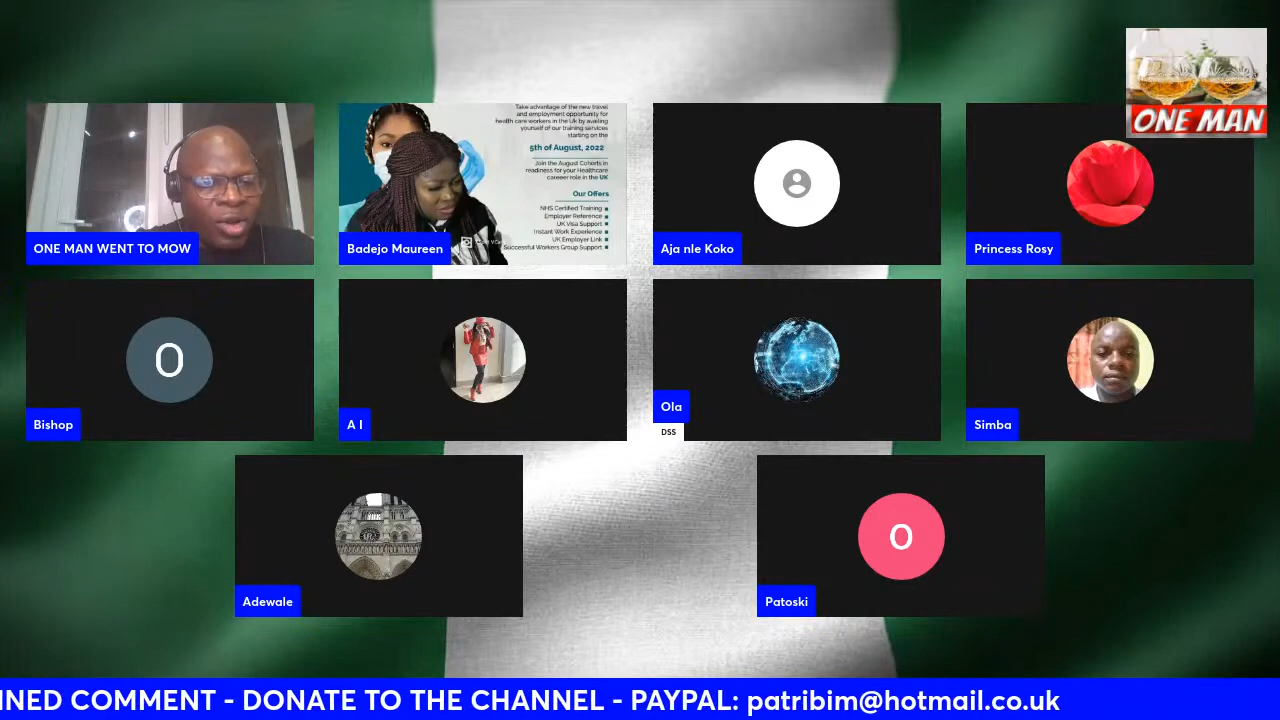 ONE MAN
ONE MAN WENT TO MOW
Take advantage of the new travel
and employment opportunity for
health care workers in the Uk by availing
yourself of our training services
starting on the
5th of August, 2022
Join the August Cohorts in
readiness for your Healthcare
careeer role in the UK
Our Offers
NHS Certified Training
Employer Reference
UK Visa Support
Instant Work Experience
UK Employer Link
Successful Workers Group Support
Badejo Maureen
Aja nle Koko
Princess Rosy
O
Bishop
A I
Ola
DSS
Simba
Adewale
O
Patoski
INED COMMENT - DONATE TO THE CHANNEL - PAYPAL: patribim@hotmail.co.uk